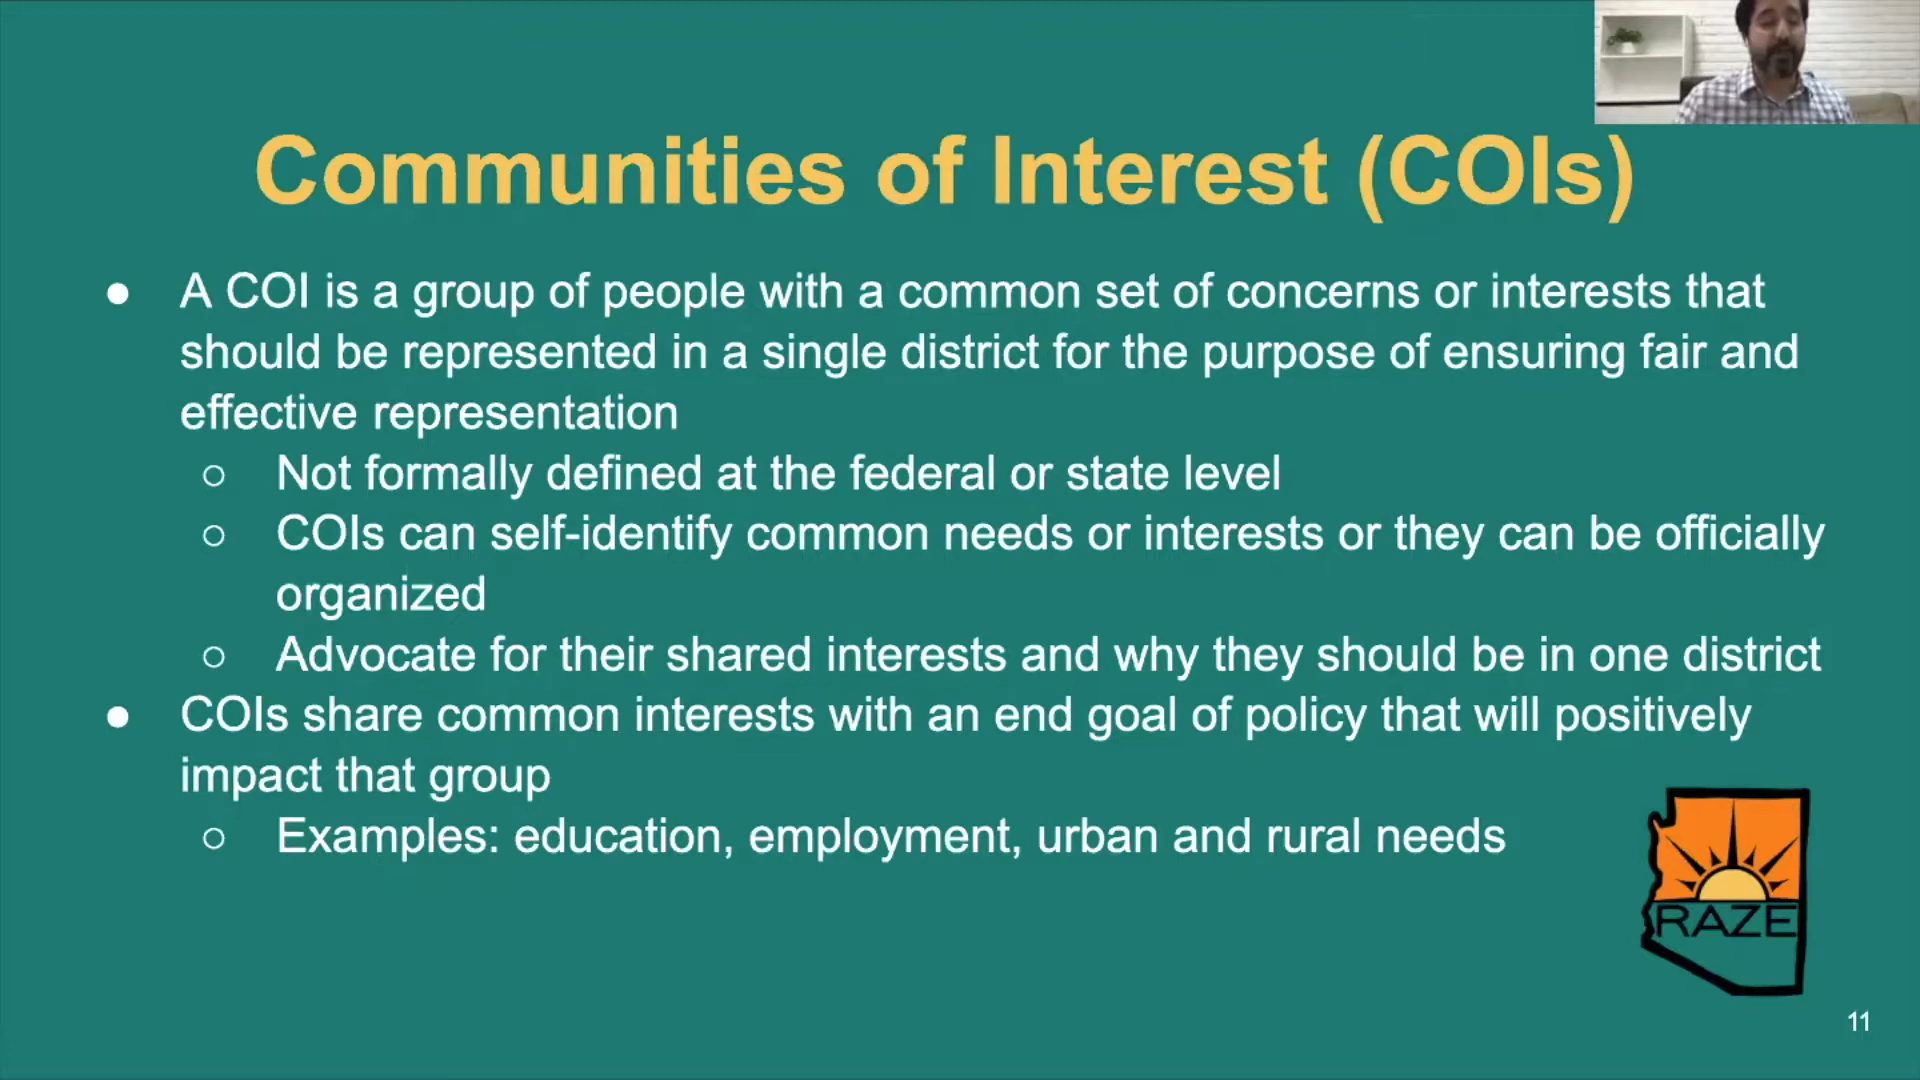 Communities of Interest (COIs)
● A COI is a group of people with a common set of concerns or interests that
should be represented in a single district for the purpose of ensuring fair and
effective representation
○ Not formally defined at the federal or state level
○ COIs can self-identify common needs or interests or they can be officially
organized
○ Advocate for their shared interests and why they should be in one district
● COIs share common interests with an end goal of policy that will positively
impact that group
○ Examples: education, employment, urban and rural needs
RAZE
11